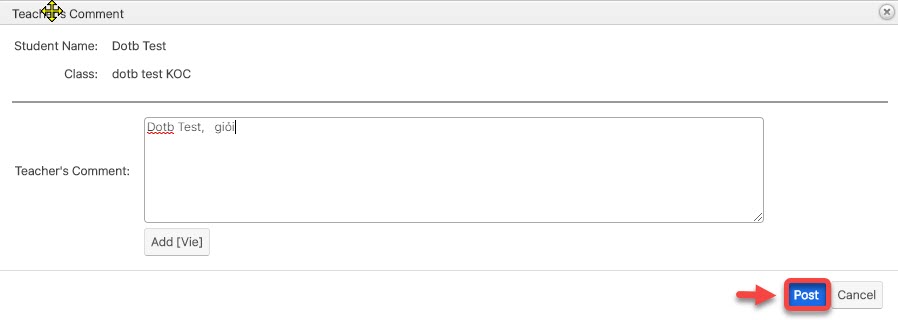 Teacher's Comment
Student Name: Dotb Test
Class: dotb test KOC
Teacher's Comment:
Dotb Test, giỏi
Add [Vie]
Post Cancel